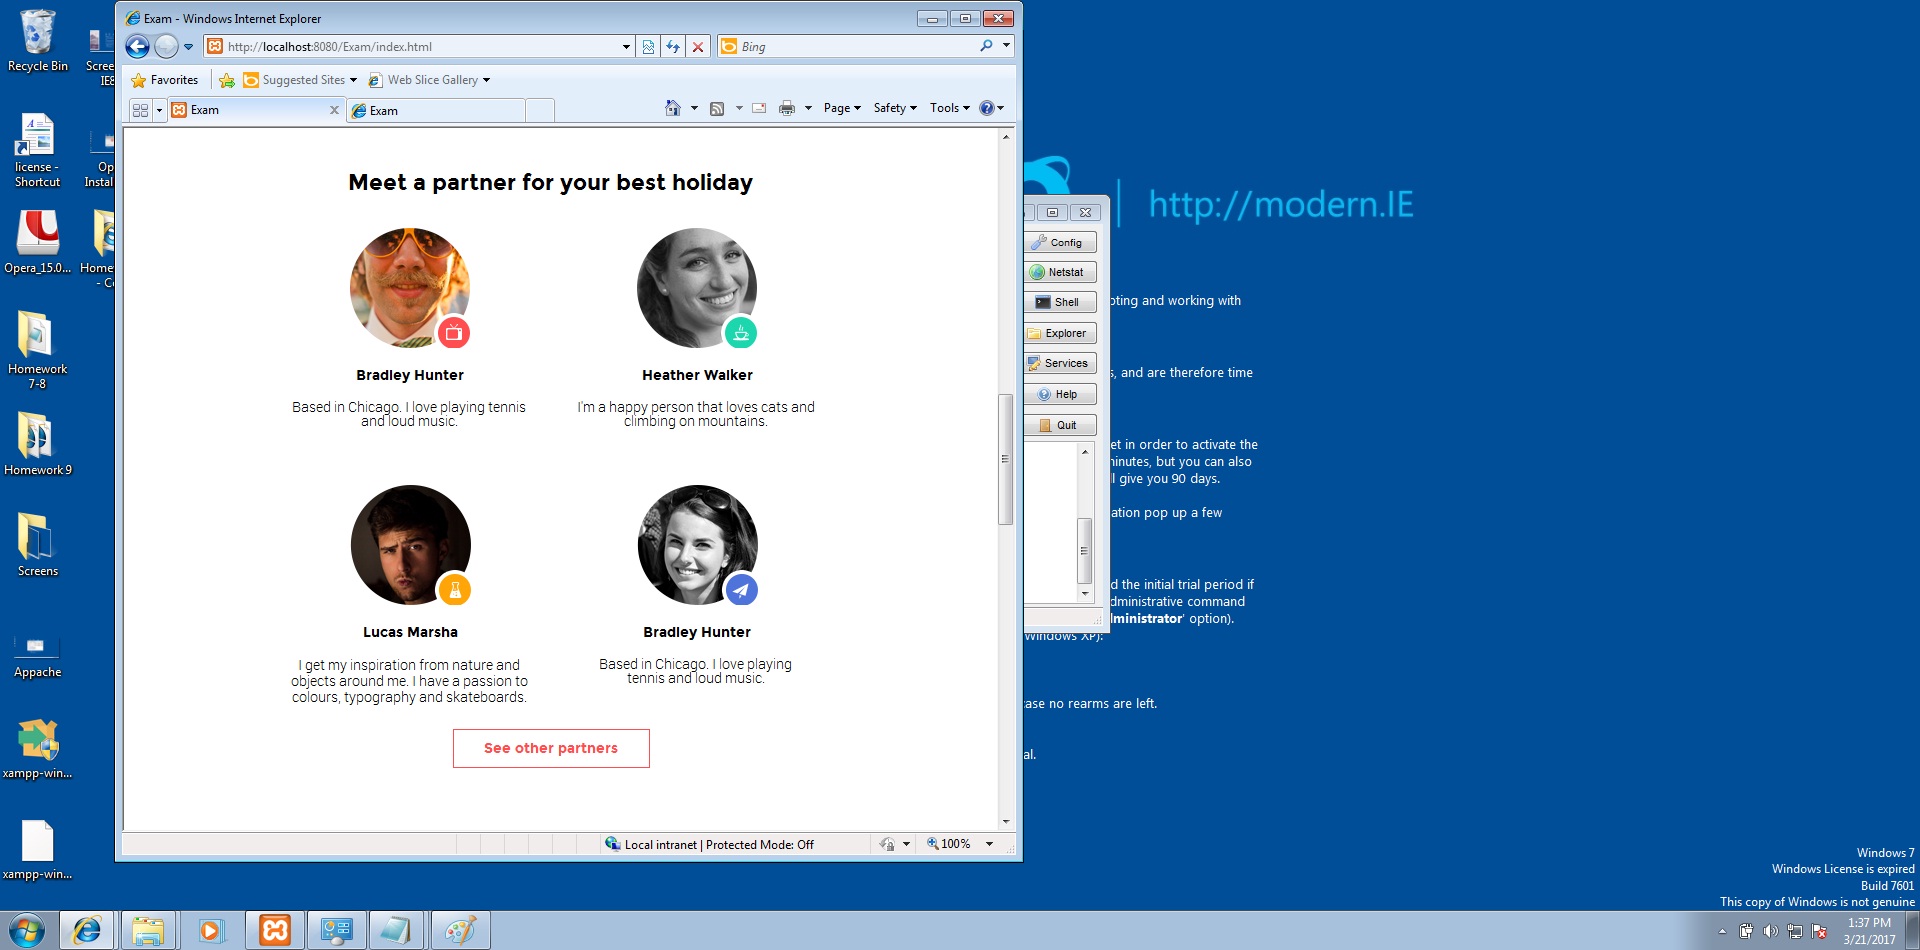 Recycle Bin
Scree
IE8
license -
Shortcut
Op
Instal
Opera_15.0...
Home
- Co
Homework
7-8
Homework 9
Screens
Appache
xampp-win...
xampp-win...
Exam - Windows Internet Explorer
http://localhost:8080/Exam/index.html
Bing
Favorites
Suggested Sites
Web Slice Gallery
Exam
Exam
Page
Safety
Tools
Meet a partner for your best holiday
Bradley Hunter
Based in Chicago. I love playing tennis
and loud music.
Heather Walker
I'm a happy person that loves cats and
climbing on mountains.
Lucas Marsha
I get my inspiration from nature and
objects around me. I have a passion to
colours, typography and skateboards.
Bradley Hunter
Based in Chicago. I love playing
tennis and loud music.
See other partners
Local intranet | Protected Mode: Off
100%
Config
Netstat
Shell
Explorer
Services
Help
Quit
http://modern.IE
ting and working with
s, and are therefore time
et in order to activate the
inutes, but you can also
l give you 90 days.
ation pop up a few
d the initial trial period if
dministrative command
lministrator' option).
Windows XP):
ase no rearms are left.
al.
Windows 7
Windows License is expired
Build 7601
This copy of Windows is not genuine
1:37 PM
3/21/2017